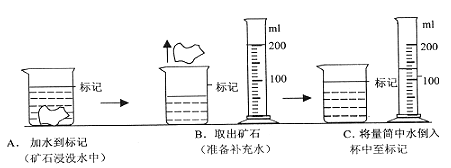 标记
A. 加水到标记
（矿石浸没水中）
标记
ml
200
100
B. 取出矿石
（准备补充水）
标记
ml
200
100
C. 将量筒中水倒入
杯中至标记